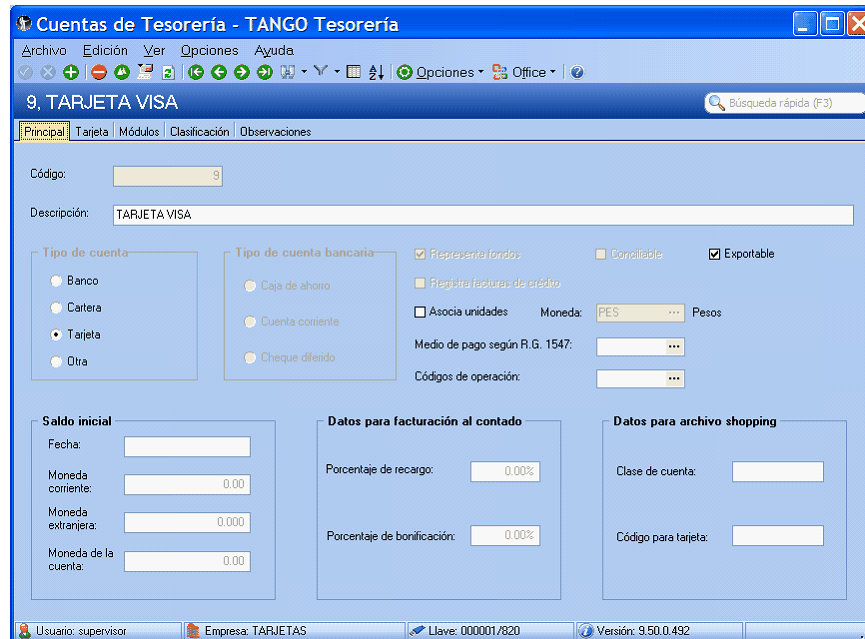 Cuentas de Tesorería - TANGO Tesorería
Archivo Edición Ver Opciones Ayuda
Opciones Office
9, TARJETA VISA
Búsqueda rápida (F3)
Principal Tarjeta Módulos Clasificación Observaciones
Código: 9
Descripción: TARJETA VISA
Tipo de cuenta
Banco
Cartera
Tarjeta
Otra
Tipo de cuenta bancaria
Caja de ahorro
Cuenta corriente
Cheque diferido
Representa fondos Conciliable Exportable
Registra facturas de crédito
Asocia unidades Moneda: PES ... Pesos
Medio de pago según R.G. 1547: ...
Códigos de operación: ...
Saldo inicial
Fecha:
Moneda
corriente: 0.00
Moneda
extranjera: 0.000
Moneda de la
cuenta: 0.00
Datos para facturación al contado
Porcentaje de recargo: 0.00%
Porcentaje de bonificación: 0.00%
Datos para archivo shopping
Clase de cuenta:
Código para tarjeta:
Usuario: supervisor Empresa: TARJETAS Llave: 000001/820 Versión: 9.50.0.492